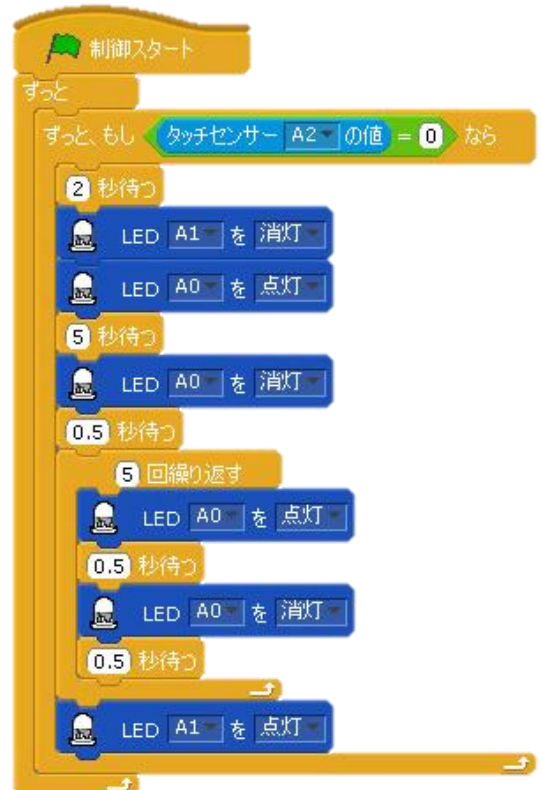 制御スタート
ずっと
ずっと、もし タッチセンサー A2 の値 = 0 なら
2 秒待つ
LED A1 を 消灯
LED A0 を 点灯
5 秒待つ
LED A0 を 消灯
0.5 秒待つ
5 回繰り返す
LED A0 を 点灯
0.5 秒待つ
LED A0 を 消灯
0.5 秒待つ
LED A1 を 点灯